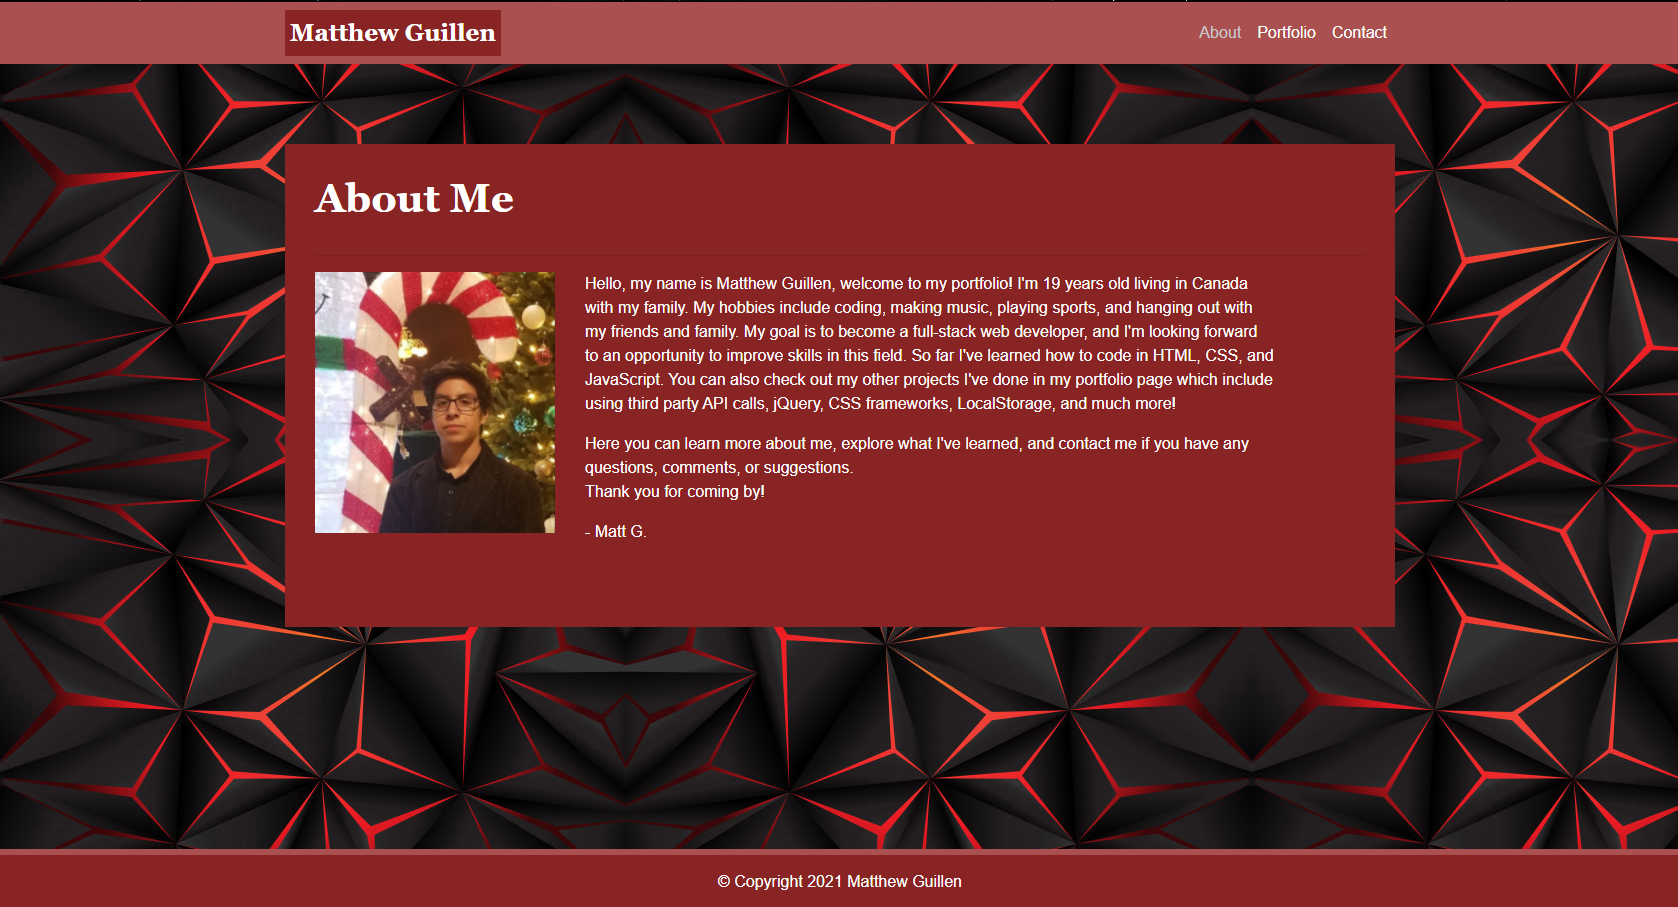 Matthew Guillen
About Portfolio Contact
About Me
Hello, my name is Matthew Guillen, welcome to my portfolio! I'm 19 years old living in Canada
with my family. My hobbies include coding, making music, playing sports, and hanging out with
my friends and family. My goal is to become a full-stack web developer, and I'm looking forward
to an opportunity to improve skills in this field. So far I've learned how to code in HTML, CSS, and
JavaScript. You can also check out my other projects I've done in my portfolio page which include
using third party API calls, jQuery, CSS frameworks, LocalStorage, and much more!
Here you can learn more about me, explore what I've learned, and contact me if you have any
questions, comments, or suggestions.
Thank you for coming by!
- Matt G.
© Copyright 2021 Matthew Guillen